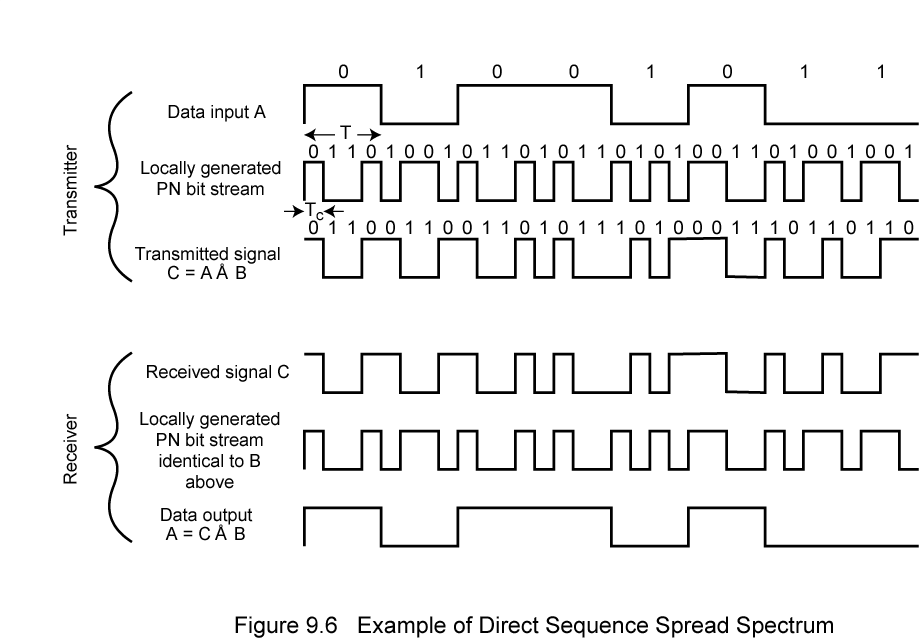 0 1 0 0 1 0 1 1
Data input A
T
0 1 1 0 1 0 0 1 0 1 1 0 1 0 1 1 0 1 0 1 0 0 1 1 0 1 0 0 1 0 0 1
Locally generated
PN bit stream
Tc
0 1 1 0 0 1 1 0 0 1 1 0 1 0 1 1 1 0 1 0 0 0 1 1 1 0 1 1 0 1 1 0
Transmitted signal
C = A Å B
Transmitter
Received signal C
Locally generated
PN bit stream
identical to B
above
Data output
A = C Å B
Receiver
Figure 9.6 Example of Direct Sequence Spread Spectrum